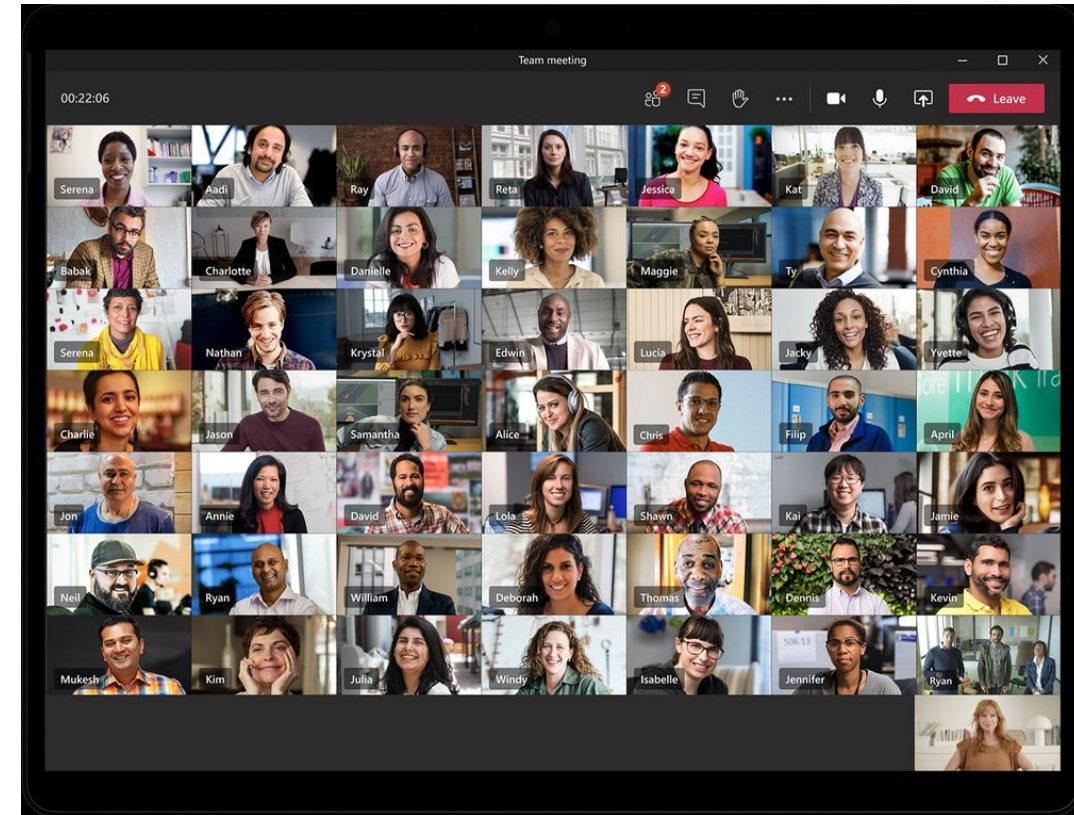 Team meeting
00:22:06
2
Leave
Serena
Aadi
Ray
Reta
Jessica
Kat
David
Babak
Charlotte
Danielle
Kelly
Maggie
Ty
Cynthia
Serena
Nathan
Krystal
Edwin
Lucia
Jacky
Yvette
Charlie
Jason
Samantha
Alice
Chris
Filip
April
Jon
Annie
David
Lola
Shawn
Kai
Jamie
Neil
Ryan
William
Deborah
Thomas
Dennis
Kevin
Mukesh
Kim
Julia
Windy
Isabelle
506.13
Jennifer
Ryan